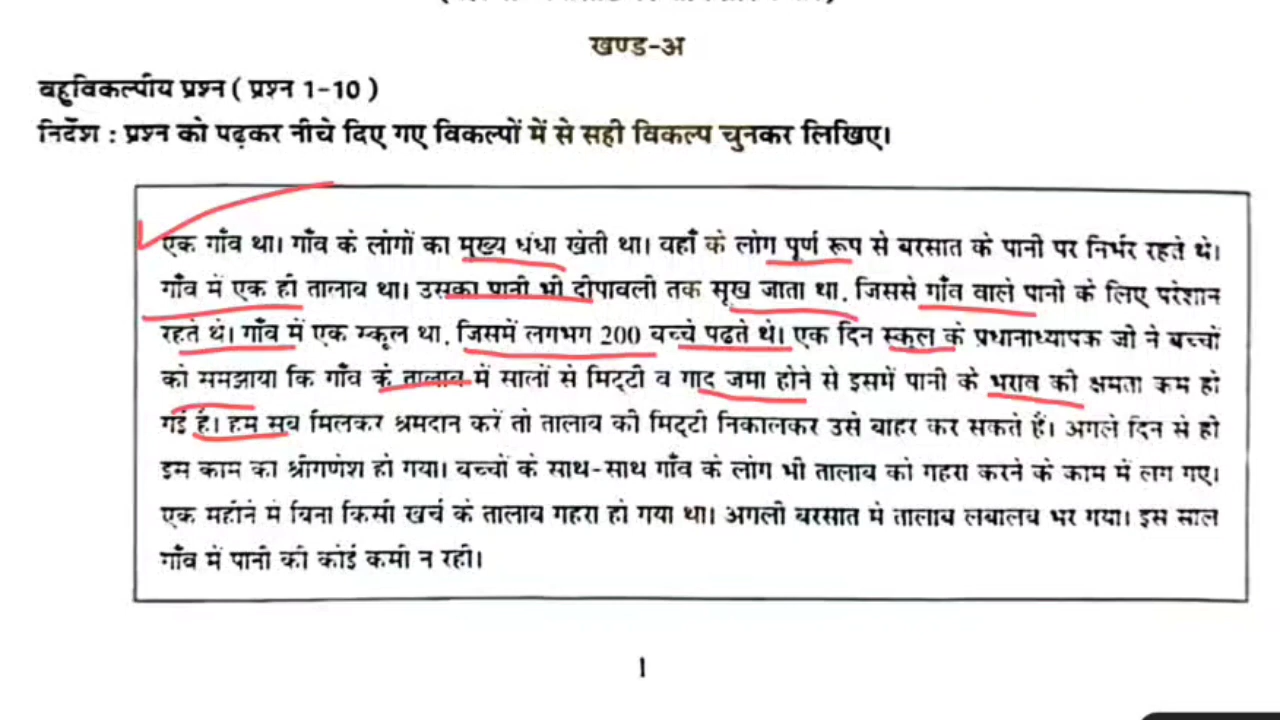 खण्ड-अ
बहुविकल्पीय प्रश्न ( प्रश्न 1-10 )
निर्देश : प्रश्न को पढ़कर नीचे दिए गए विकल्पों में से सही विकल्प चुनकर लिखिए।
एक गाँव था। गाँव के लोगों का मुख्य धंधा खेती था। वहाँ के लोग पूर्ण रूप से बरसात के पानी पर निर्भर रहते थे।
गाँव में एक ही तालाब था। उसका पानी भी दीपावली तक सूख जाता था, जिससे गाँव वाले पानी के लिए परेशान
रहते थे। गाँव में एक स्कूल था, जिसमें लगभग 200 बच्चे पढ़ते थे। एक दिन स्कूल के प्रधानाध्यापक जी ने बच्चों
को समझाया कि गाँव के तालाब में सालों से मिट्टी व गाद जमा होने से इसमें पानी के भराव की क्षमता कम हो
गई है। हम सब मिलकर श्रमदान करें तो तालाब की मिट्टी निकालकर उसे बाहर कर सकते हैं। अगले दिन से ही
इस काम का श्रीगणेश हो गया। बच्चों के साथ-साथ गाँव के लोग भी तालाब को गहरा करने के काम में लग गए।
एक महीने में बिना किसी खर्च के तालाब गहरा हो गया था। अगली बरसात में तालाब लबालब भर गया। इस साल
गाँव में पानी की कोई कमी न रही।
1